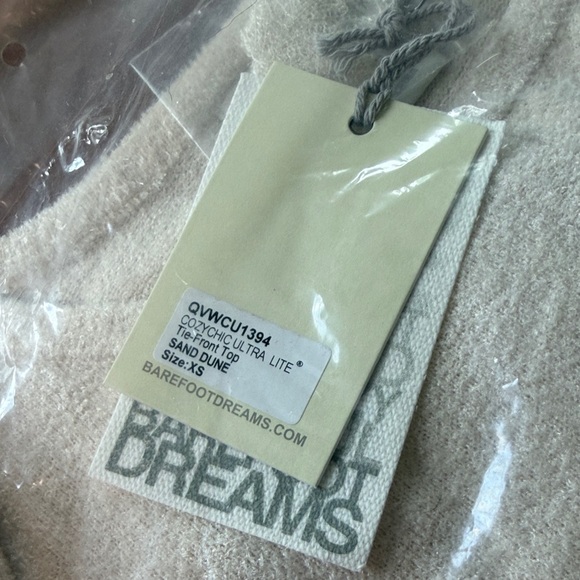 QVWCU1394
COZYCHIC ULTRA LITE®
Tie-Front Top
SAND DUNE
Size:XS
BAREFOOTDREAMS.COM
DREAMS